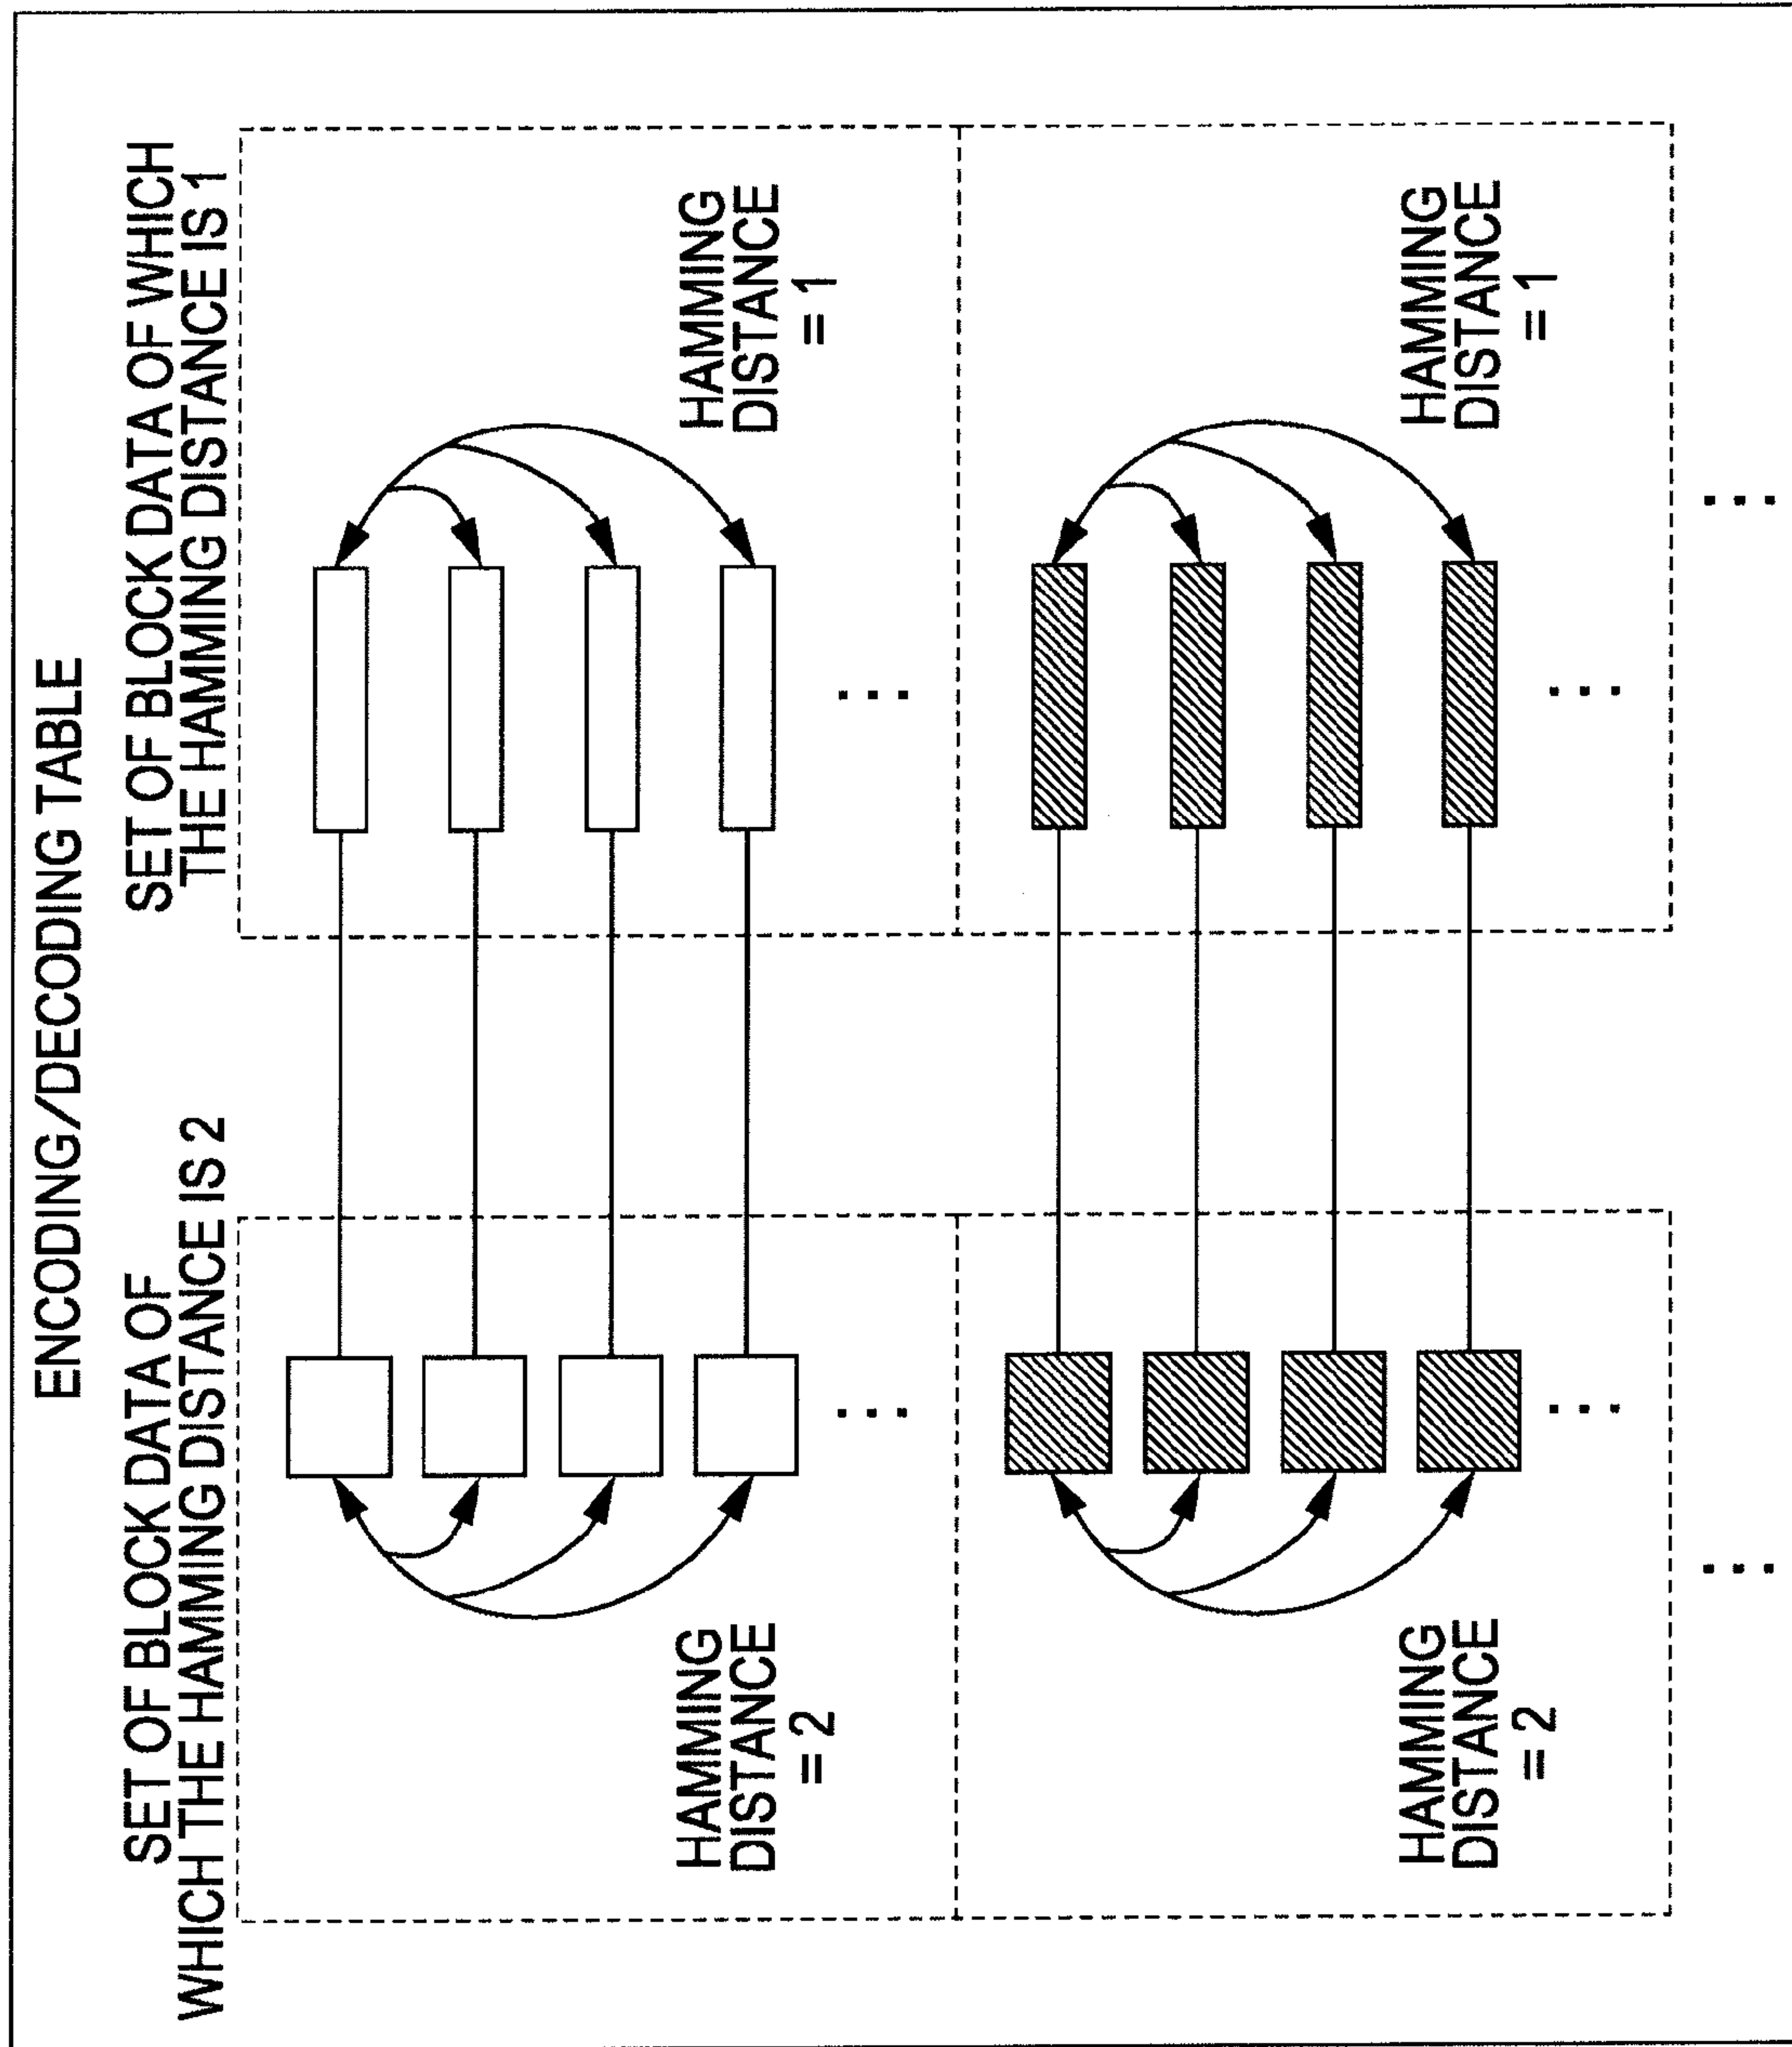 ENCODING/DECODING TABLE
SET OF BLOCK DATA OF
WHICH THE HAMMING DISTANCE IS 2
SET OF BLOCK DATA OF WHICH
THE HAMMING DISTANCE IS 1
HAMMING
DISTANCE
= 2
HAMMING
DISTANCE
= 1
...
...
HAMMING
DISTANCE
= 2
HAMMING
DISTANCE
= 1
...
...
...
...